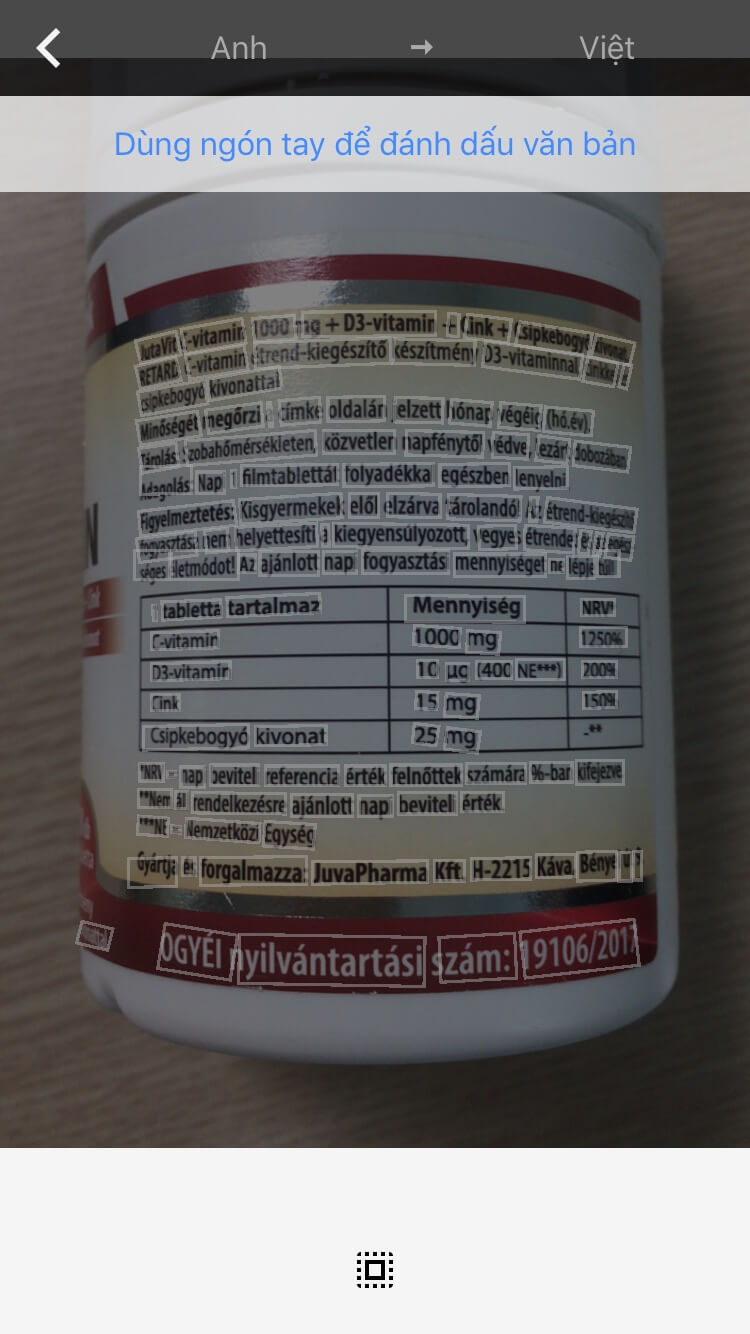 Anh → Việt
Dùng ngón tay để đánh dấu văn bản
JutaVit C-vitamin 1000 mg + D3-vitamin + Cink + Csipkebogyó kivonat
RETARD C-vitamin étrend-kiegészítő készítmény D3-vitaminnal, cinkkel
csipkebogyó kivonattal
Minőségét megőrzi a címke oldalán jelzett hónap végéig (hó.év).
Tárolás: Szobahőmérsékleten, közvetlen napfénytől védve, lezárt dobozában
Adagolás: Napi 1 filmtablettát folyadékkal egészben lenyelni
Figyelmeztetés: Kisgyermekek elől elzárva tárolandó! Az étrend-kiegészítő
fogyasztása nem helyettesíti a kiegyensúlyozott, vegyes étrendet és az egész
séges életmódot! Az ajánlott napi fogyasztási mennyiséget ne lépje túl!
1 tabletta tartalmaz Mennyiség NRV*
C-vitamin 1000 mg 1250%
D3-vitamin 10 µg (400 NE***) 200%
Cink 15 mg 150%
Csipkebogyó kivonat 25 mg -**
*NRV – napi beviteli referencia érték felnőttek számára %-ban kifejezve
**Nem áll rendelkezésre ajánlott napi beviteli érték
***NE – Nemzetközi Egység
Gyártja és forgalmazza: JuvaPharma Kft. H-2215 Káva, Bényei út
OGYÉI nyilvántartási szám: 19106/2017